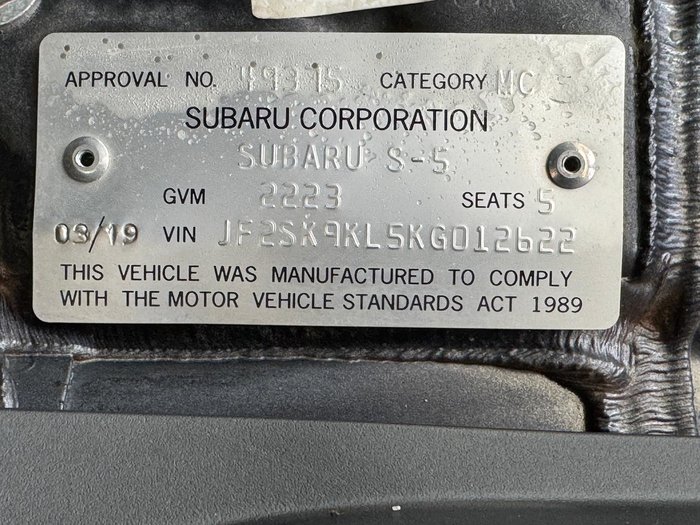 APPROVAL NO. 49375 CATEGORY MC
SUBARU CORPORATION
SUBARU S-5
GVM 2223 SEATS 5
03/19 VIN JF2SK9KL5KG012622
THIS VEHICLE WAS MANUFACTURED TO COMPLY
WITH THE MOTOR VEHICLE STANDARDS ACT 1989